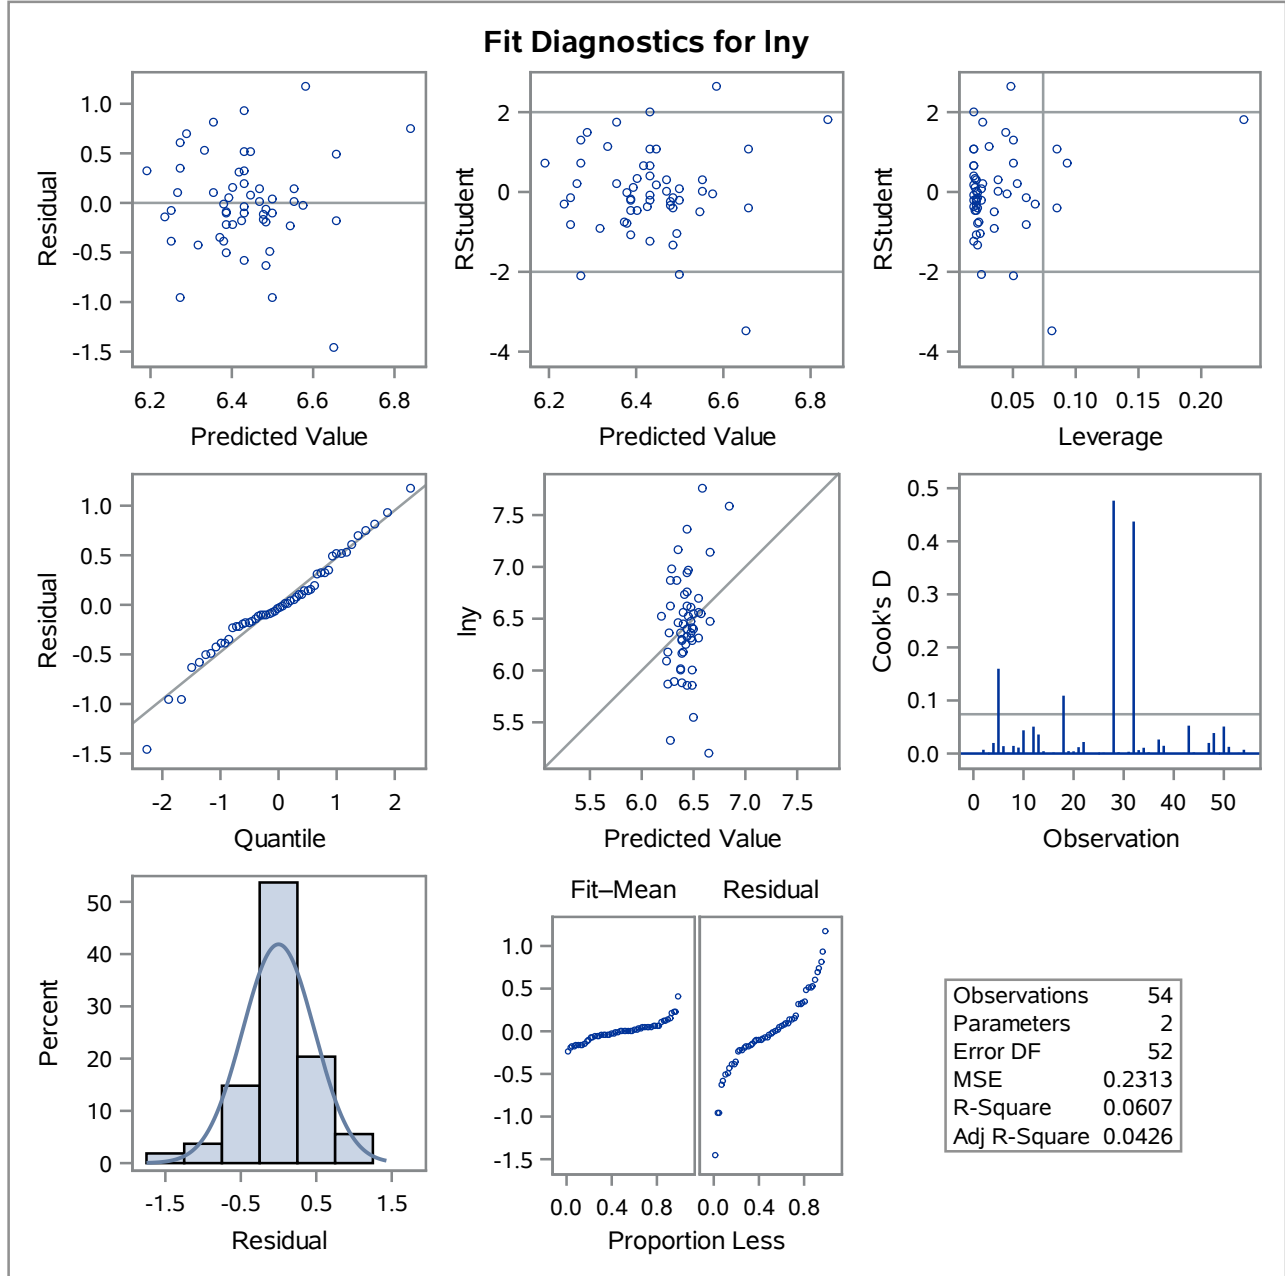 Fit Diagnostics for lny
1.0
0.5
0.0
-0.5
-1.0
-1.5
Residual
6.2 6.4 6.6 6.8
Predicted Value
2
0
-2
-4
RStudent
6.2 6.4 6.6 6.8
Predicted Value
2
0
-2
-4
RStudent
0.05 0.10 0.15 0.20
Leverage
1.0
0.5
0.0
-0.5
-1.0
-1.5
Residual
-2 -1 0 1 2
Quantile
7.5
7.0
6.5
6.0
5.5
lny
5.5 6.0 6.5 7.0 7.5
Predicted Value
0.5
0.4
0.3
0.2
0.1
0.0
Cook's D
0 10 20 30 40 50
Observation
50
40
30
20
10
0
Percent
-1.5 -0.5 0.5 1.5
Residual
Fit–Mean Residual
1.0
0.5
0.0
-0.5
-1.0
-1.5
0.0 0.4 0.8 0.0 0.4 0.8
Proportion Less
Observations 54
Parameters 2
Error DF 52
MSE 0.2313
R-Square 0.0607
Adj R-Square 0.0426